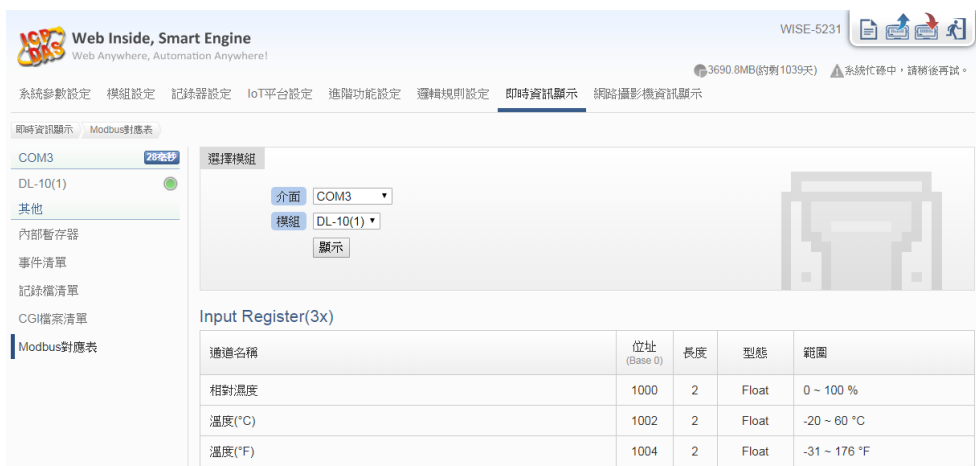 ICP DAS
Web Inside, Smart Engine
Web Anywhere, Automation Anywhere!
WISE-5231
3690.8MB(約剩1039天) 系統忙碌中，請稍後再試。
系統參數設定 模組設定 記錄器設定 IoT平台設定 進階功能設定 邏輯規則設定 即時資訊顯示 網路攝影機資訊顯示
即時資訊顯示 Modbus對應表
COM3 28毫秒
DL-10(1)
其他
內部暫存器
事件清單
記錄檔清單
CGI檔案清單
Modbus對應表
選擇模組
介面 COM3
模組 DL-10(1)
顯示
Input Register(3x)
通道名稱 位址 (Base 0) 長度 型態 範圍
相對濕度 1000 2 Float 0 ~ 100 %
溫度(°C) 1002 2 Float -20 ~ 60 °C
溫度(°F) 1004 2 Float -31 ~ 176 °F